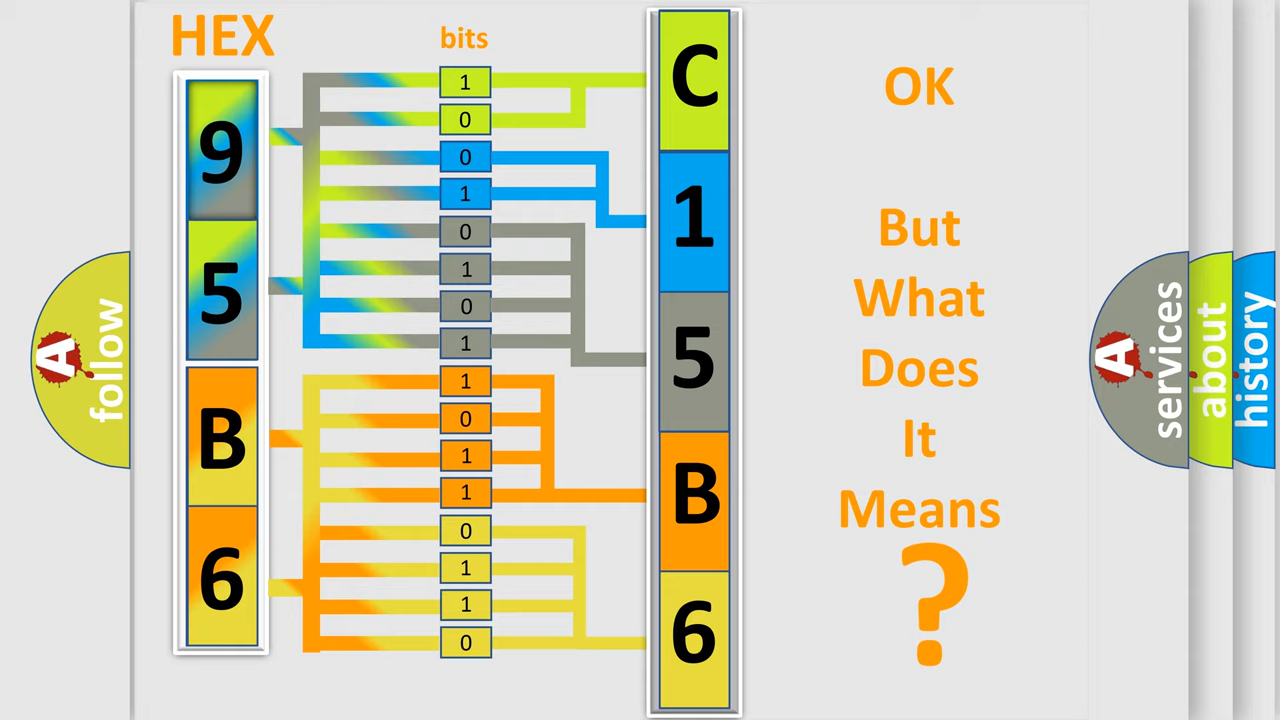 HEX
bits
9
5
B
6
1
0
0
1
0
1
0
1
1
0
1
1
0
1
1
0
C
1
5
B
6
OK
But
What
Does
It
Means
?
A
follow
A
services
about
history